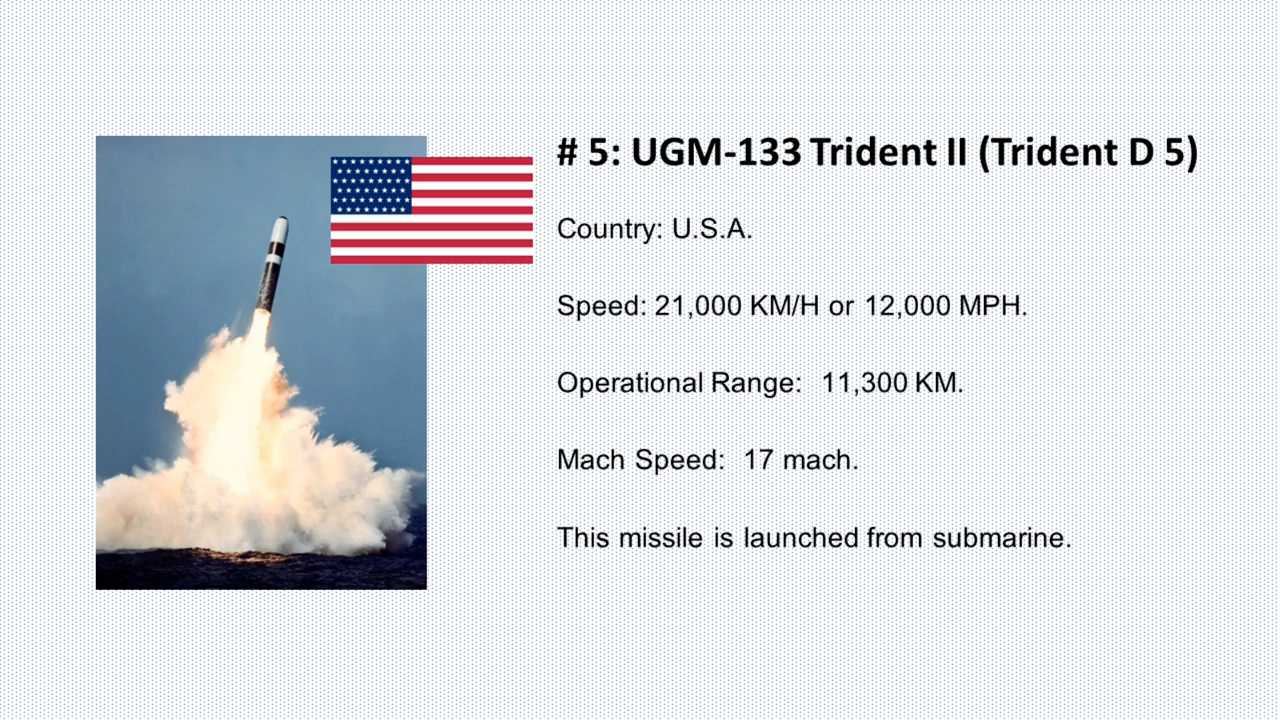 # 5: UGM-133 Trident II (Trident D 5)
Country: U.S.A.
Speed: 21,000 KM/H or 12,000 MPH.
Operational Range: 11,300 KM.
Mach Speed: 17 mach.
This missile is launched from submarine.